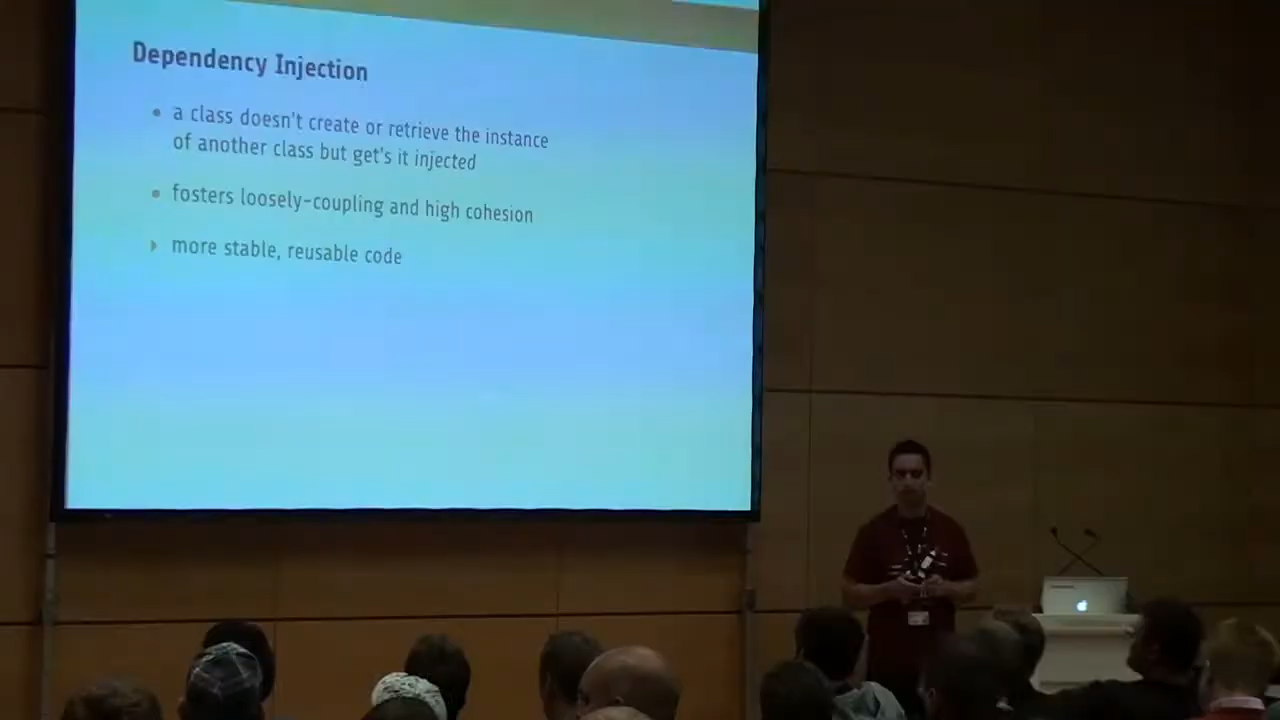 Dependency Injection
• a class doesn't create or retrieve the instance
of another class but get's it injected
• fosters loosely-coupling and high cohesion
▸ more stable, reusable code